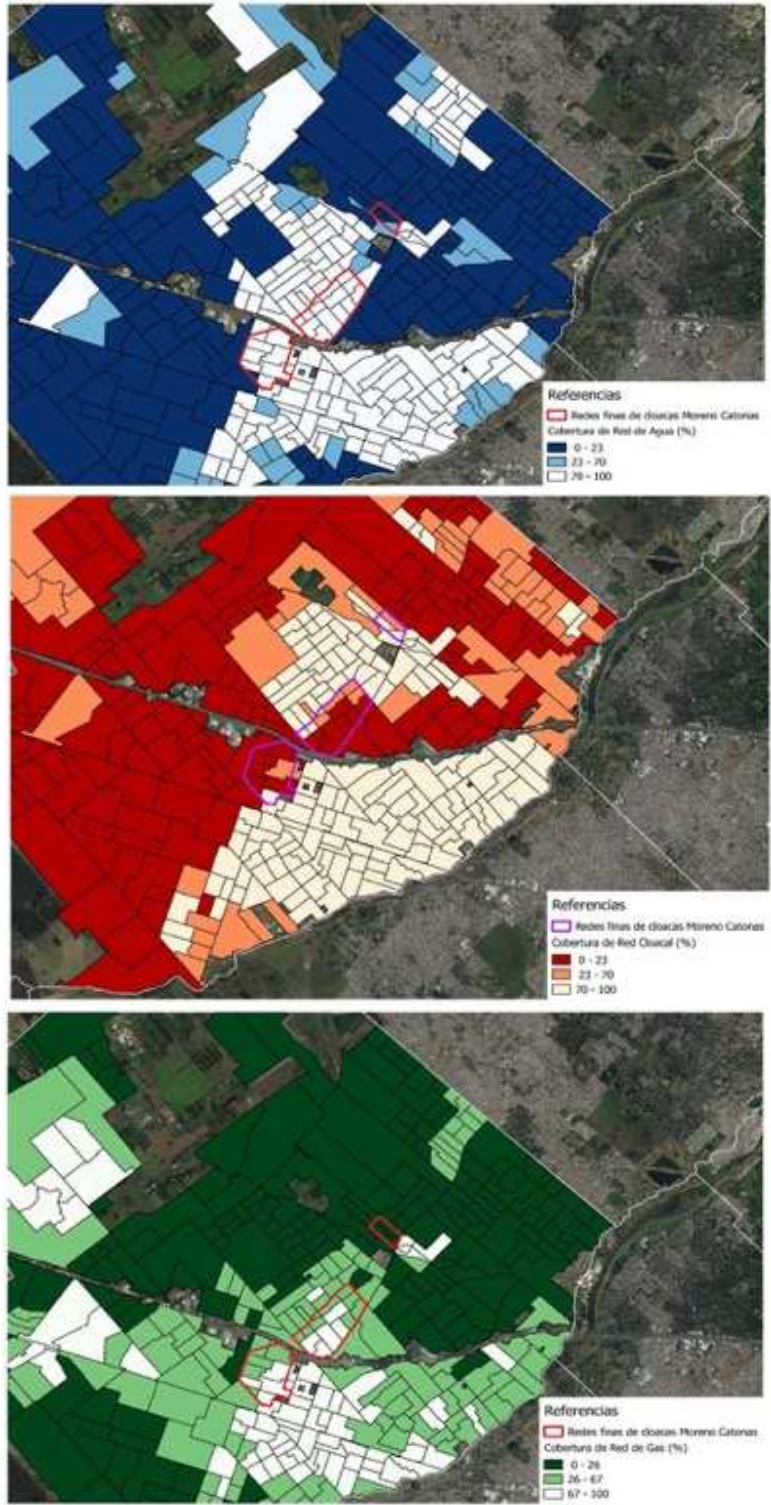 Referencias
Redes finas de cloacas Moreno Catonas
Cobertura de Red de Agua (%)
0 - 23
23 - 70
70 - 100
Referencias
Redes finas de cloacas Moreno Catonas
Cobertura de Red Cloacal (%)
0 - 23
23 - 70
70 - 100
Referencias
Redes finas de cloacas Moreno Catonas
Cobertura de Red de Gas (%)
0 - 26
26 - 67
67 - 100